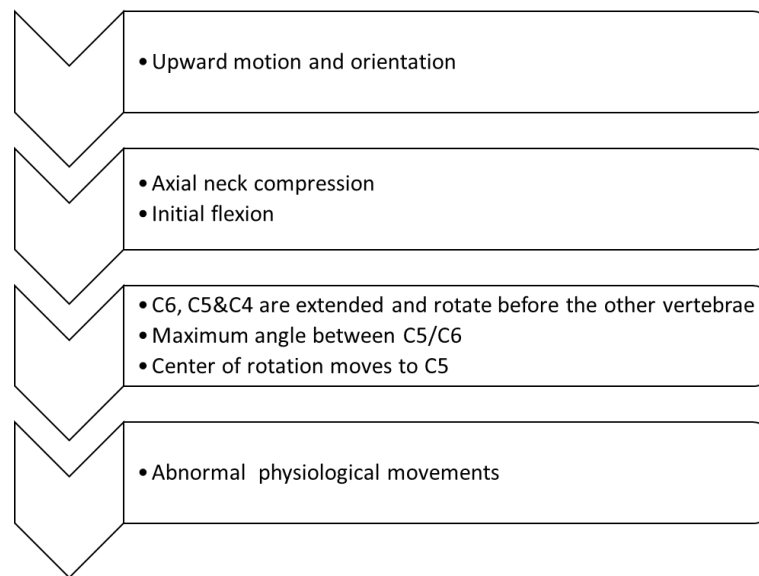 • Upward motion and orientation
• Axial neck compression
• Initial flexion
• C6, C5&C4 are extended and rotate before the other vertebrae
• Maximum angle between C5/C6
• Center of rotation moves to C5
• Abnormal  physiological movements